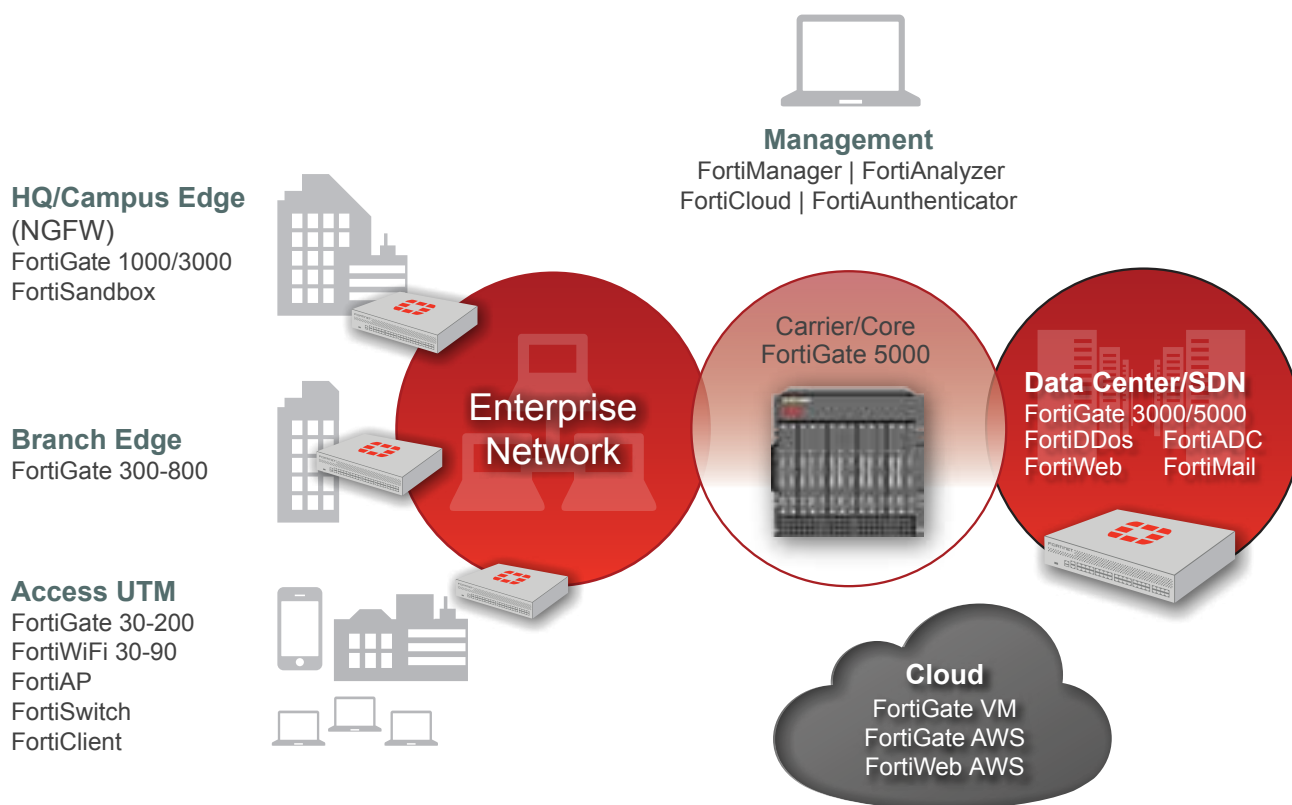 Management
FortiManager | FortiAnalyzer
FortiCloud | FortiAunthenticator
HQ/Campus Edge
(NGFW)
FortiGate 1000/3000
FortiSandbox
Branch Edge
FortiGate 300-800
Access UTM
FortiGate 30-200
FortiWiFi 30-90
FortiAP
FortiSwitch
FortiClient
Enterprise
Network
Carrier/Core
FortiGate 5000
Data Center/SDN
FortiGate 3000/5000
FortiDDos FortiADC
FortiWeb FortiMail
FORTINET
Cloud
FortiGate VM
FortiGate AWS
FortiWeb AWS